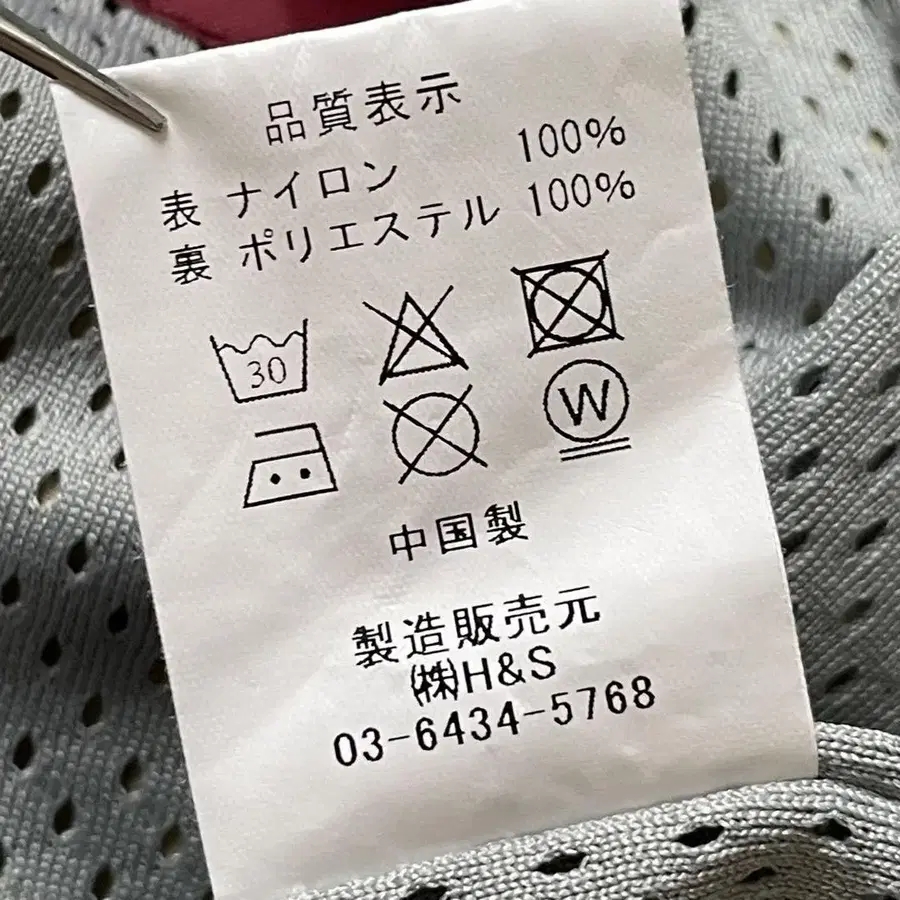 品質表示
表 ナイロン 100%
裏 ポリエステル 100%
30
W
中国製
製造販売元
㈱H&S
03-6434-5768